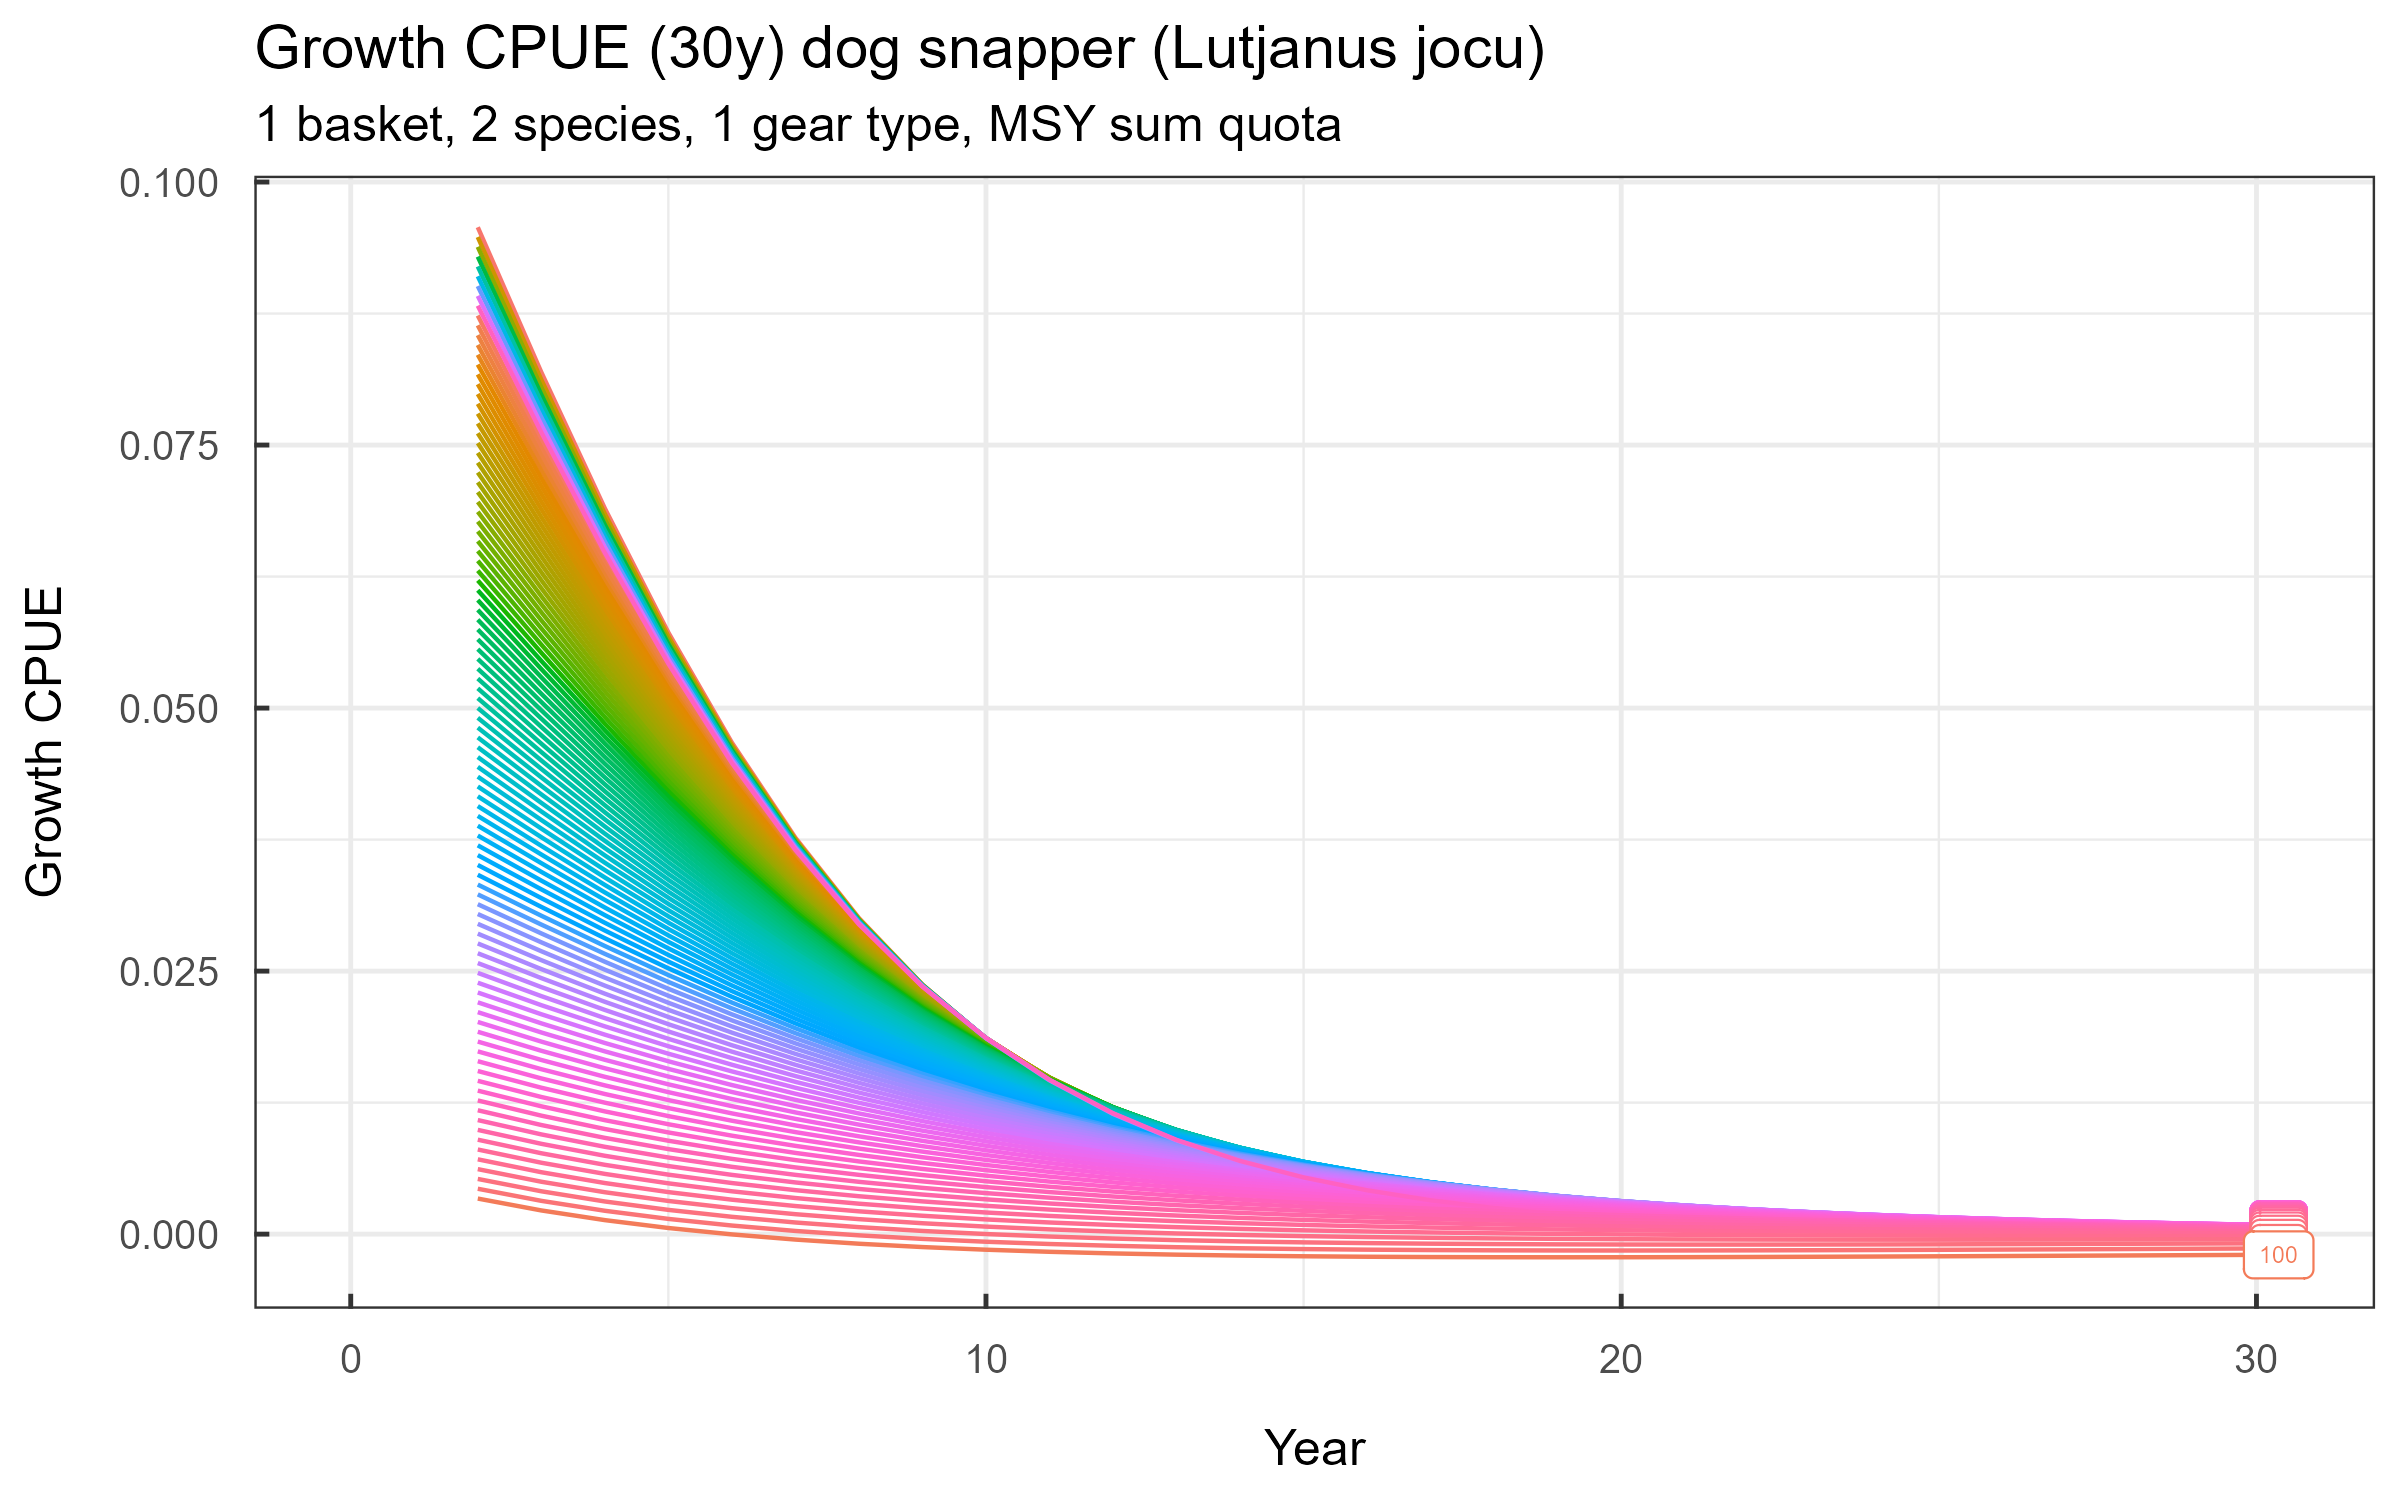 Growth CPUE (30y) dog snapper (Lutjanus jocu)
1 basket, 2 species, 1 gear type, MSY sum quota
0.100
0.075
0.050
0.025
0.000
Growth CPUE
100
0 10 20 30
Year